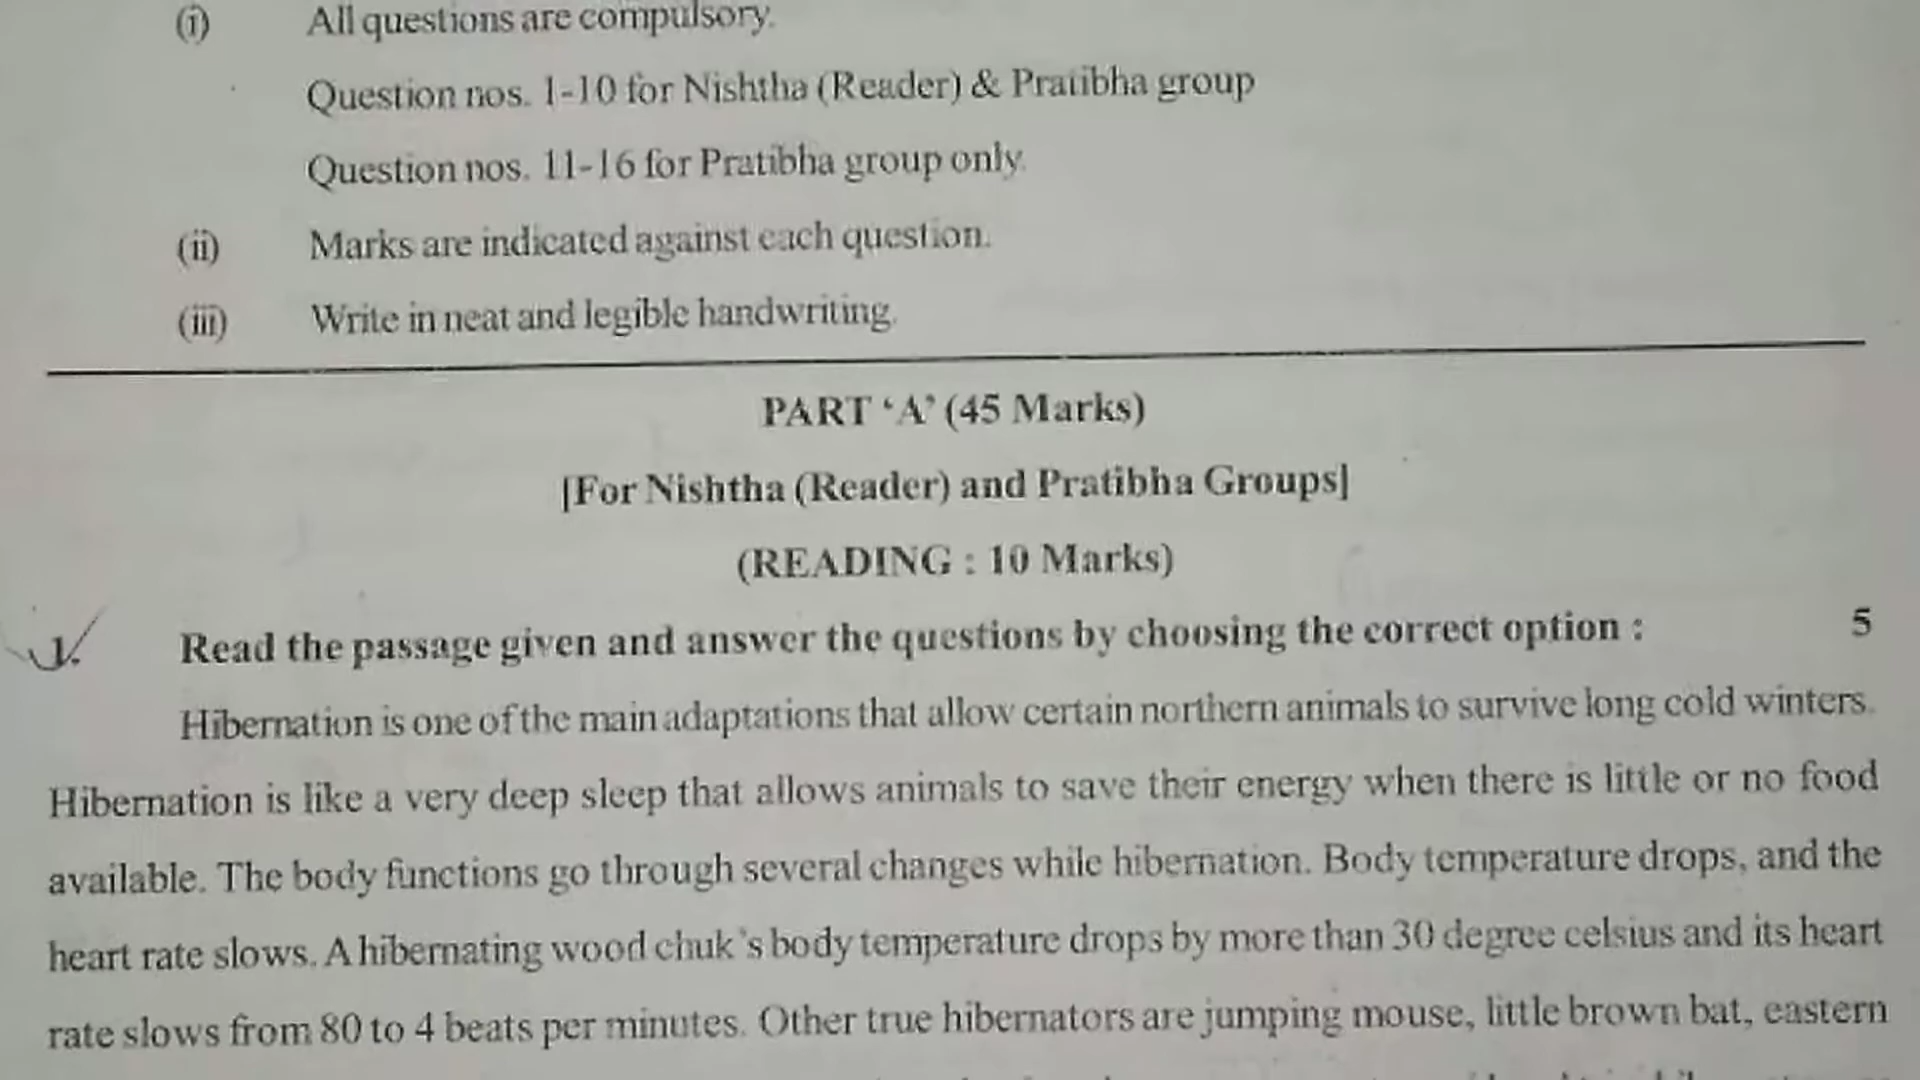 (i) All questions are compulsory.
Question nos. 1-10 for Nishtha (Reader) & Pratibha group
Question nos. 11-16 for Pratibha group only.
(ii) Marks are indicated against each question.
(iii) Write in neat and legible handwriting.
PART ‘A’ (45 Marks)
[For Nishtha (Reader) and Pratibha Groups]
(READING : 10 Marks)
1. Read the passage given and answer the questions by choosing the correct option : 5
Hibernation is one of the main adaptations that allow certain northern animals to survive long cold winters.
Hibernation is like a very deep sleep that allows animals to save their energy when there is little or no food
available. The body functions go through several changes while hibernation. Body temperature drops, and the
heart rate slows. A hibernating wood chuk's body temperature drops by more than 30 degree celsius and its heart
rate slows from 80 to 4 beats per minutes. Other true hibernators are jumping mouse, little brown bat, eastern